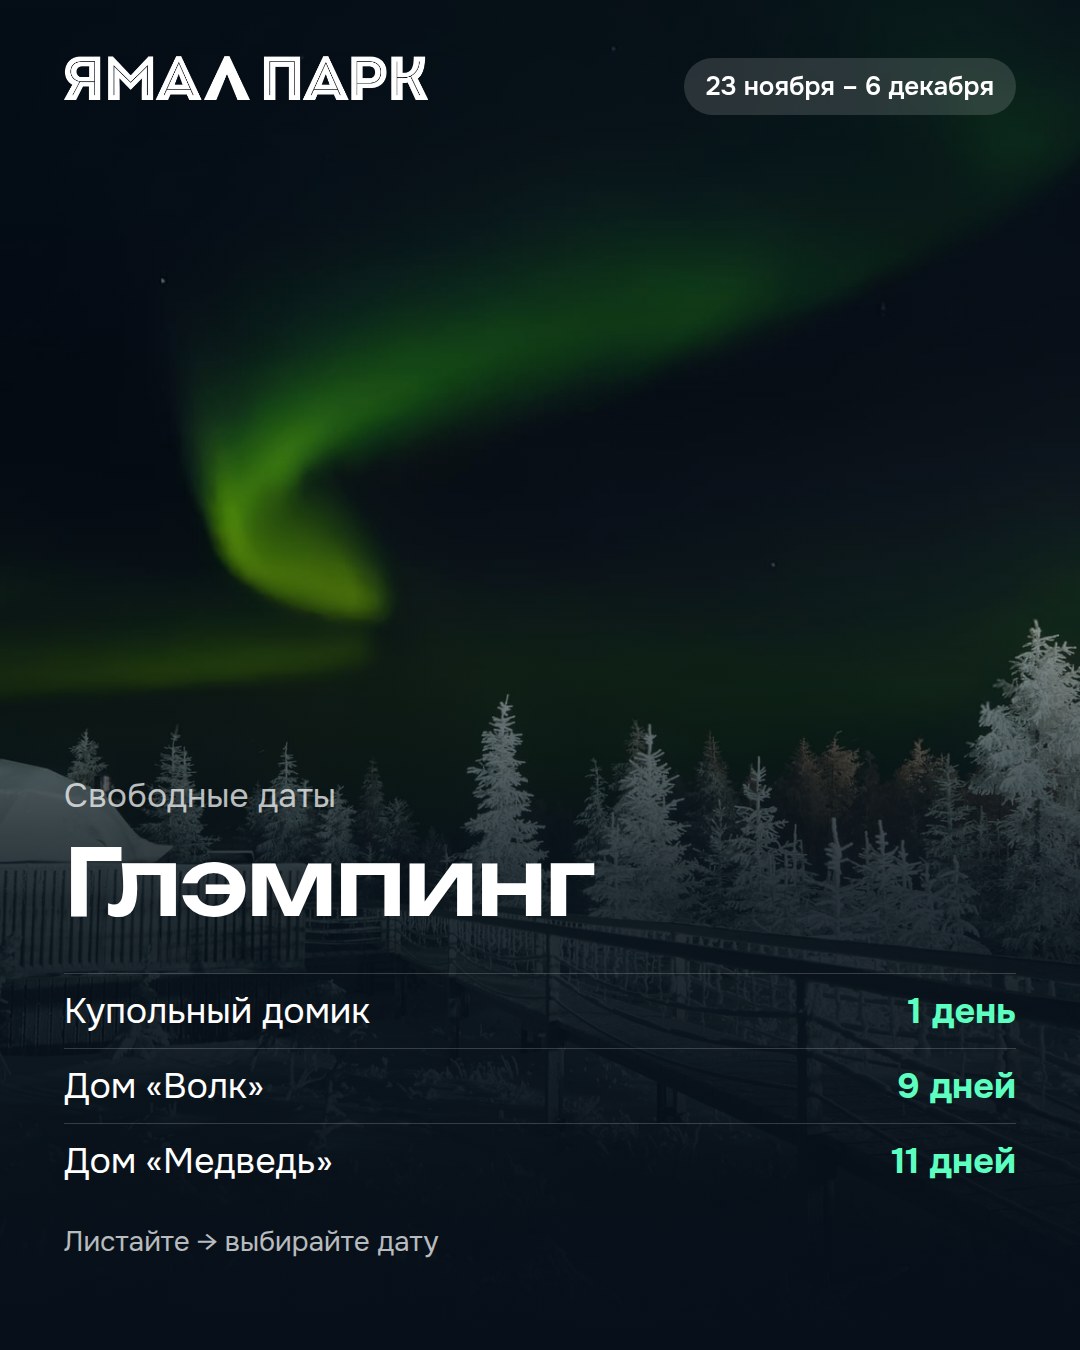 ЯМАЛ ПАРК
23 ноября – 6 декабря
Свободные даты
Глэмпинг
Купольный домик
1 день
Дом «Волк»
9 дней
Дом «Медведь»
11 дней
Листайте → выбирайте дату